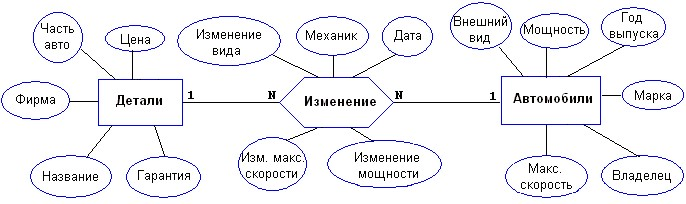 Часть
авто
Цена
Фирма
Детали
Название
Гарантия
1
N
Изменение
вида
Механик
Дата
Изменение
Изм. макс.
скорости
Изменение
мощности
N
1
Внешний
вид
Мощность
Год
выпуска
Автомобили
Марка
Макс.
скорость
Владелец